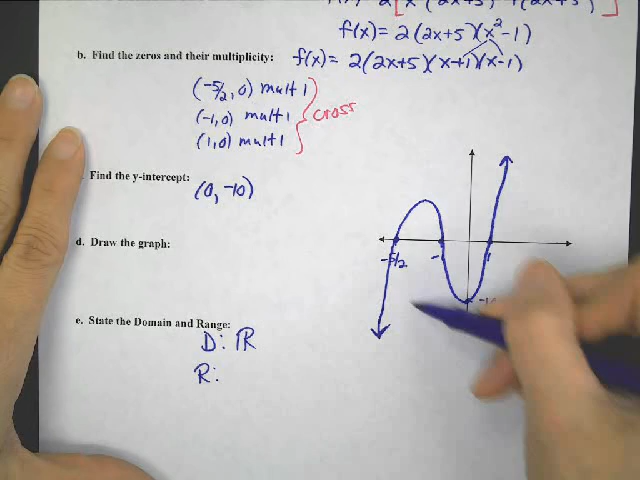 f(x) = 2(2x+5)(x²-1)
b. Find the zeros and their multiplicity: f(x) = 2(2x+5)(x+1)(x-1)
(-5/2, 0) mult 1
(-1,0) mult 1
(1,0) mult 1
cross
Find the y-intercept: (0, -10)
d. Draw the graph:
-5/2
e. State the Domain and Range:
D: ℝ
R: